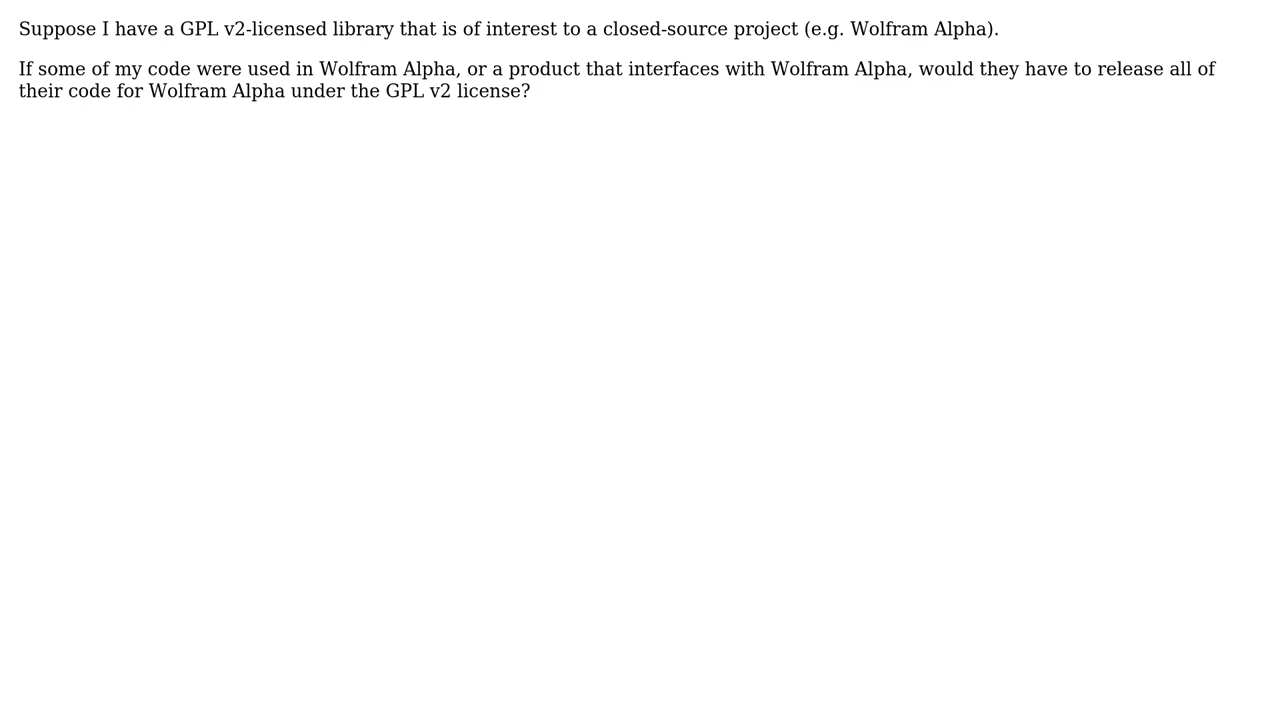 Suppose I have a GPL v2-licensed library that is of interest to a closed-source project (e.g. Wolfram Alpha).
If some of my code were used in Wolfram Alpha, or a product that interfaces with Wolfram Alpha, would they have to release all of
their code for Wolfram Alpha under the GPL v2 license?